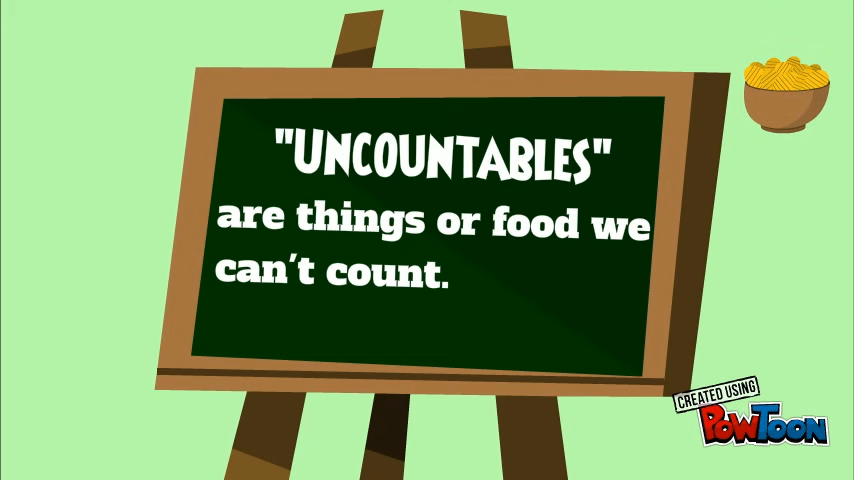 "UNCOUNTABLES"
are things or food we
can't count.
CREATED USING
POWTOON